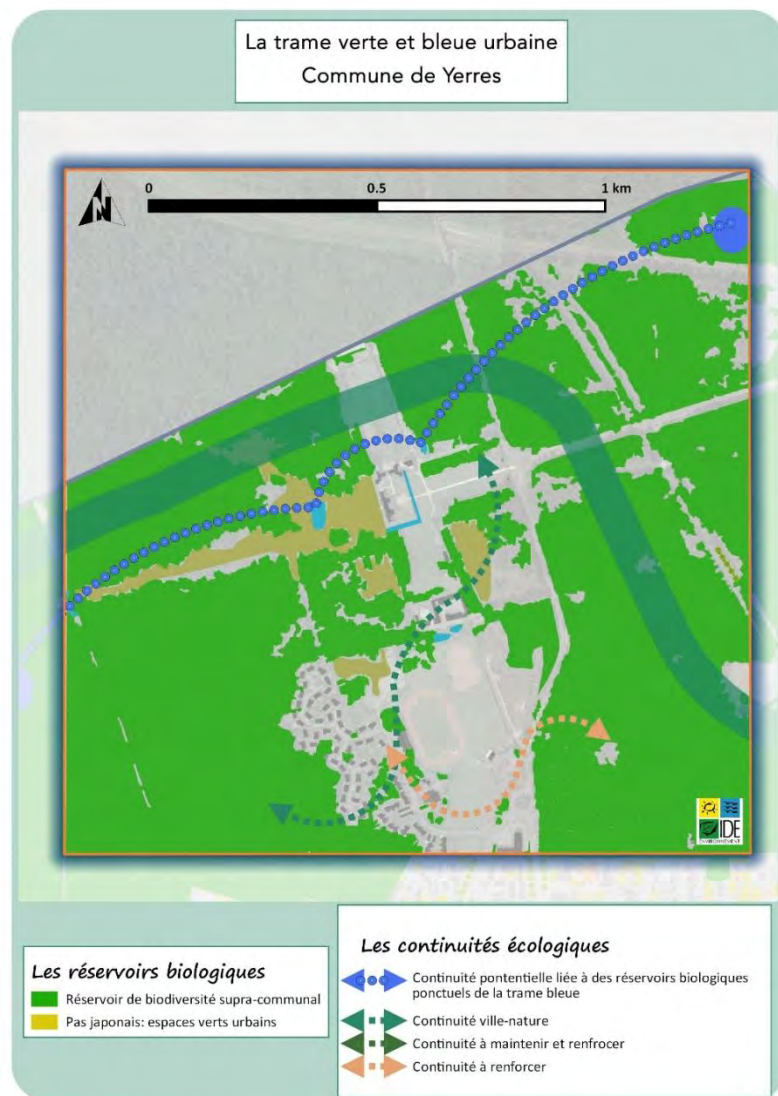 La trame verte et bleue urbaine
Commune de Yerres
N
0
0.5
1 km
IDE
ENVIRONNEMENT
Les réservoirs biologiques
Réservoir de biodiversité supra-communal
Pas japonais: espaces verts urbains
Les continuités écologiques
Continuité pontentielle liée à des réservoirs biologiques
ponctuels de la trame bleue
Continuité ville-nature
Continuité à maintenir et renfrocer
Continuité à renforcer